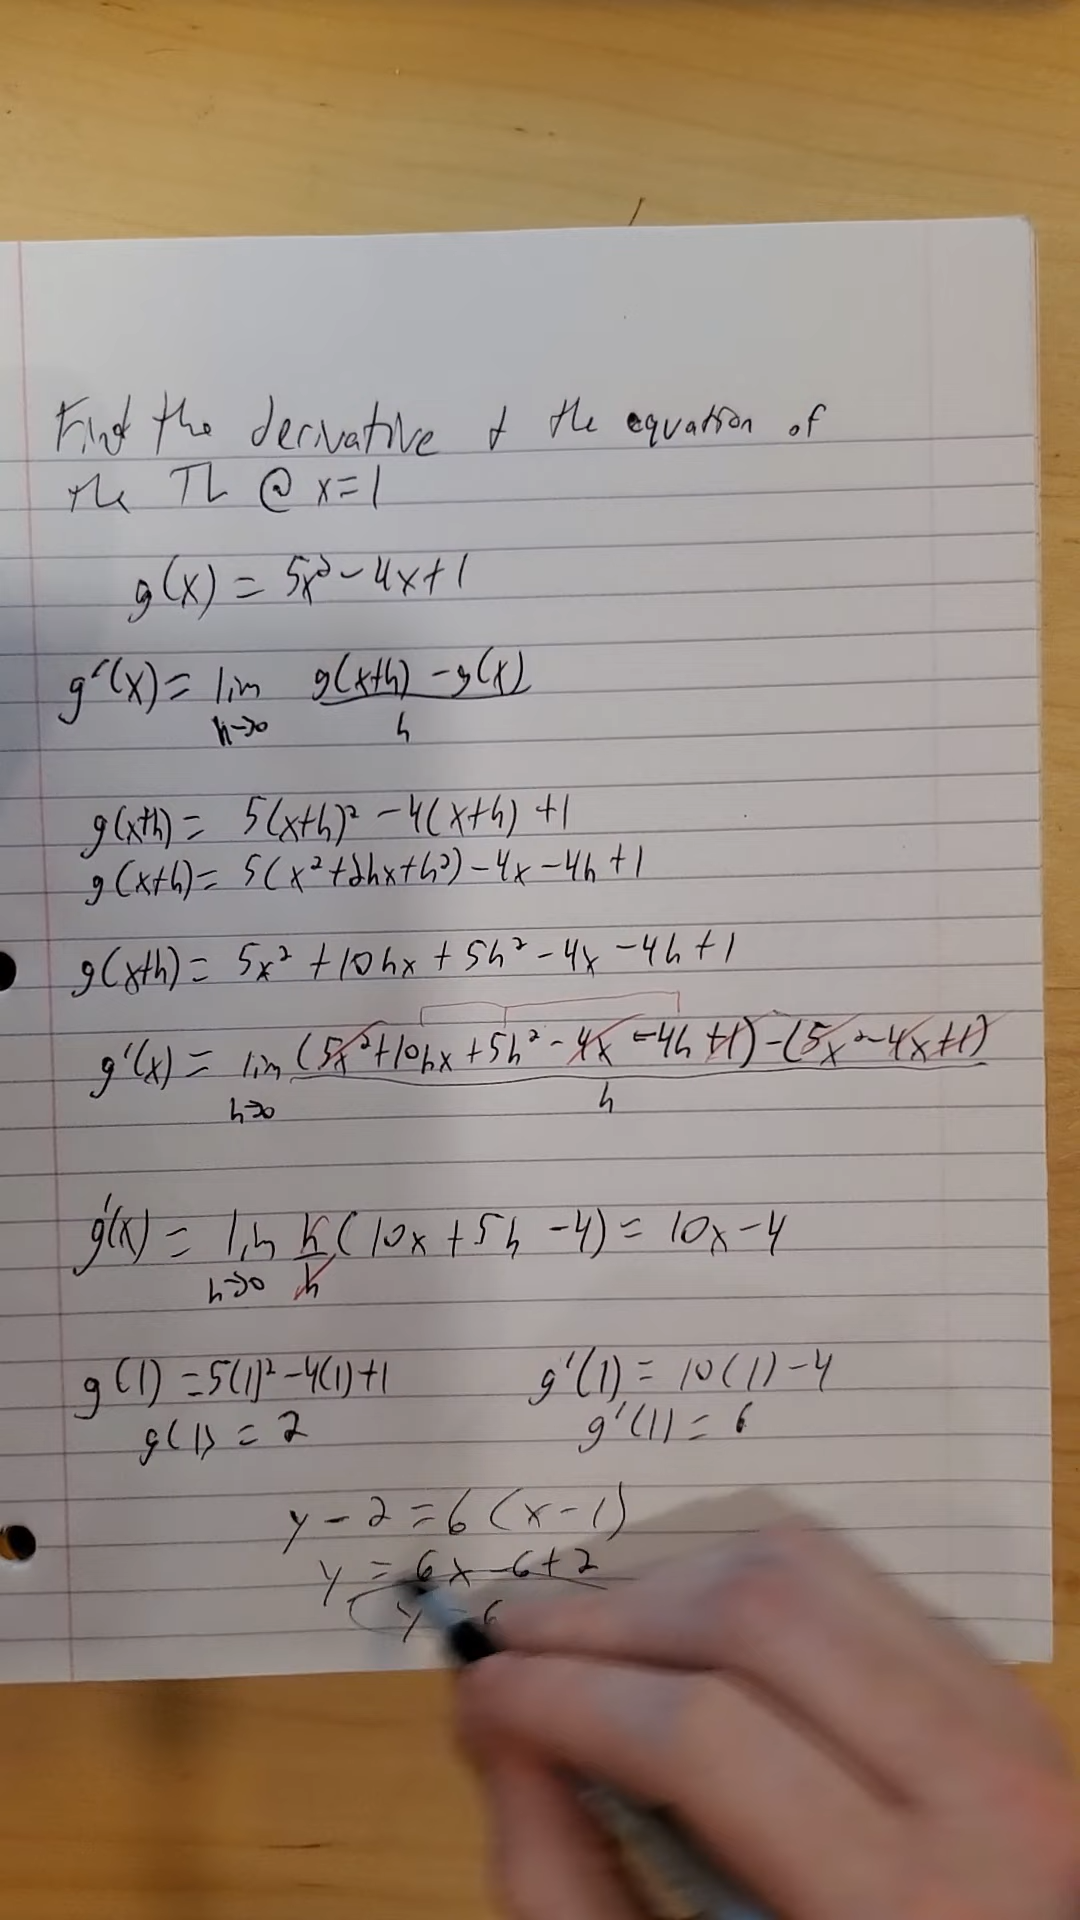 Find the derivative & the equation of
the TL @ x=1
g(x) = 5x² - 4x+1
g'(x) = lim h→0 g(x+h) - g(x) / h
g(x+h) = 5(x+h)² - 4(x+h) +1
g(x+h) = 5(x²+2hx+h²) - 4x - 4h +1
g(x+h) = 5x² + 10hx + 5h² - 4x - 4h + 1
g'(x) = lim h→0 (5x²+10hx+5h² - 4x - 4h +1) - (5x² - 4x+1) / h
g'(x) = lim h→0 h/h (10x + 5h - 4) = 10x - 4
g(1) = 5(1)² - 4(1)+1
g'(1) = 10(1) - 4
g(1) = 2
g'(1) = 6
y - 2 = 6(x - 1)
y = 6x - 6 + 2
y = 6